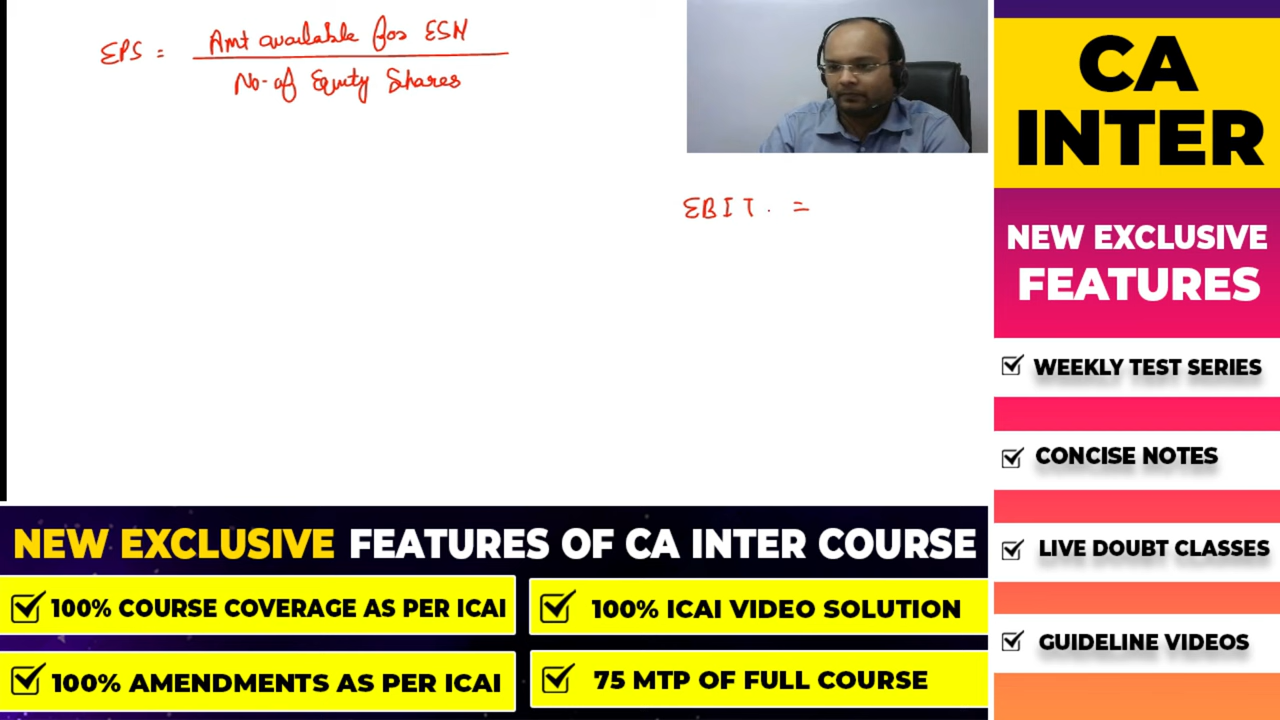 EPS = Amt available for ESH
No. of Equity Shares
EBIT. =
CA
INTER
NEW EXCLUSIVE
FEATURES
WEEKLY TEST SERIES
CONCISE NOTES
LIVE DOUBT CLASSES
GUIDELINE VIDEOS
NEW EXCLUSIVE FEATURES OF CA INTER COURSE
100% COURSE COVERAGE AS PER ICAI
100% ICAI VIDEO SOLUTION
100% AMENDMENTS AS PER ICAI
75 MTP OF FULL COURSE